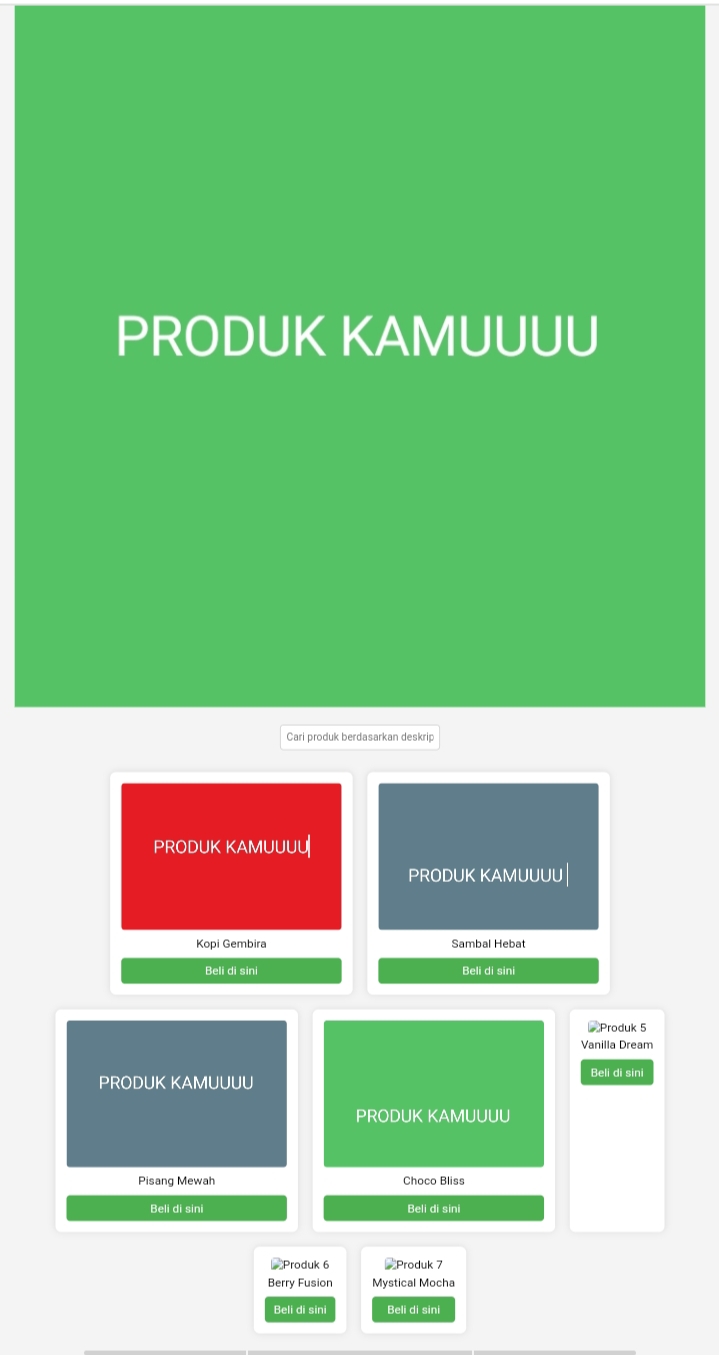 PRODUK KAMUUUU
Cari produk berdasarkan deskrip
PRODUK KAMUUUU
Kopi Gembira
Beli di sini
PRODUK KAMUUUU
Sambal Hebat
Beli di sini
PRODUK KAMUUUU
Pisang Mewah
Beli di sini
PRODUK KAMUUUU
Choco Bliss
Beli di sini
Produk 5
Vanilla Dream
Beli di sini
Produk 6
Berry Fusion
Beli di sini
Produk 7
Mystical Mocha
Beli di sini